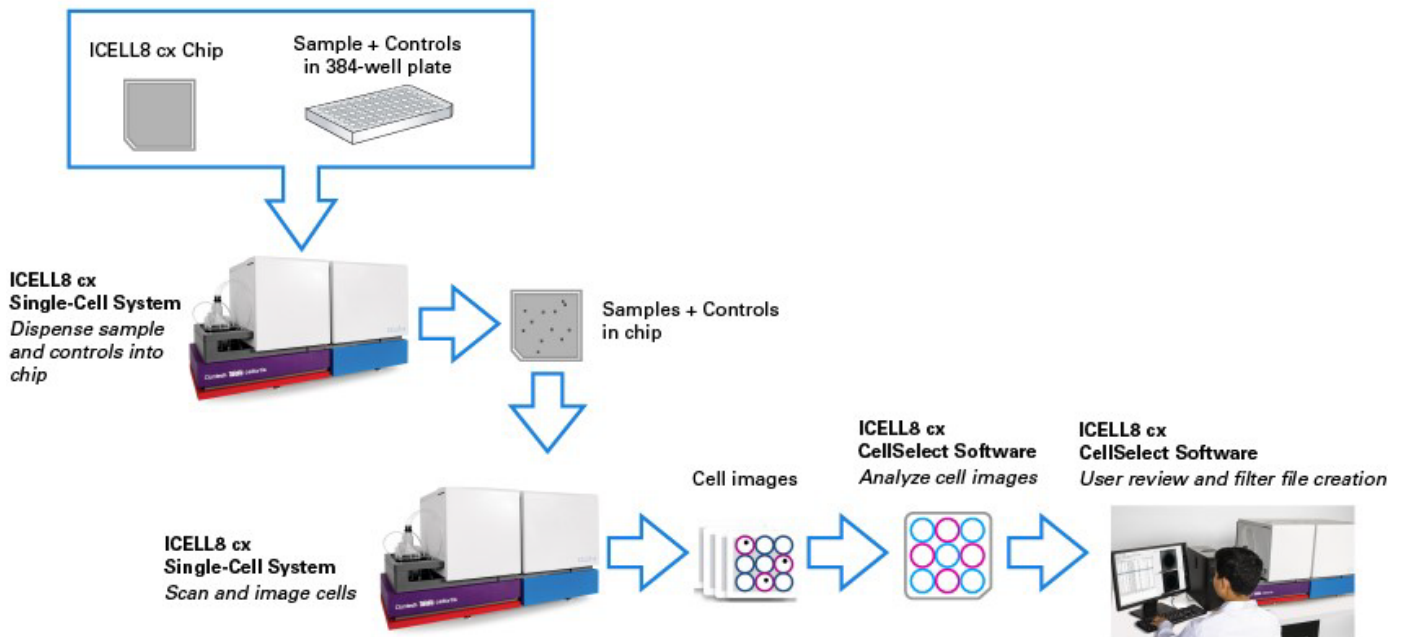 ICELL8 cx Chip
Sample + Controls
in 384-well plate
ICELL8 cx
Single-Cell System
Dispense sample
and controls into
chip
Samples + Controls
in chip
ICELL8 cx
Single-Cell System
Scan and image cells
Cell images
ICELL8 cx
CellSelect Software
Analyze cell images
ICELL8 cx
CellSelect Software
User review and filter file creation